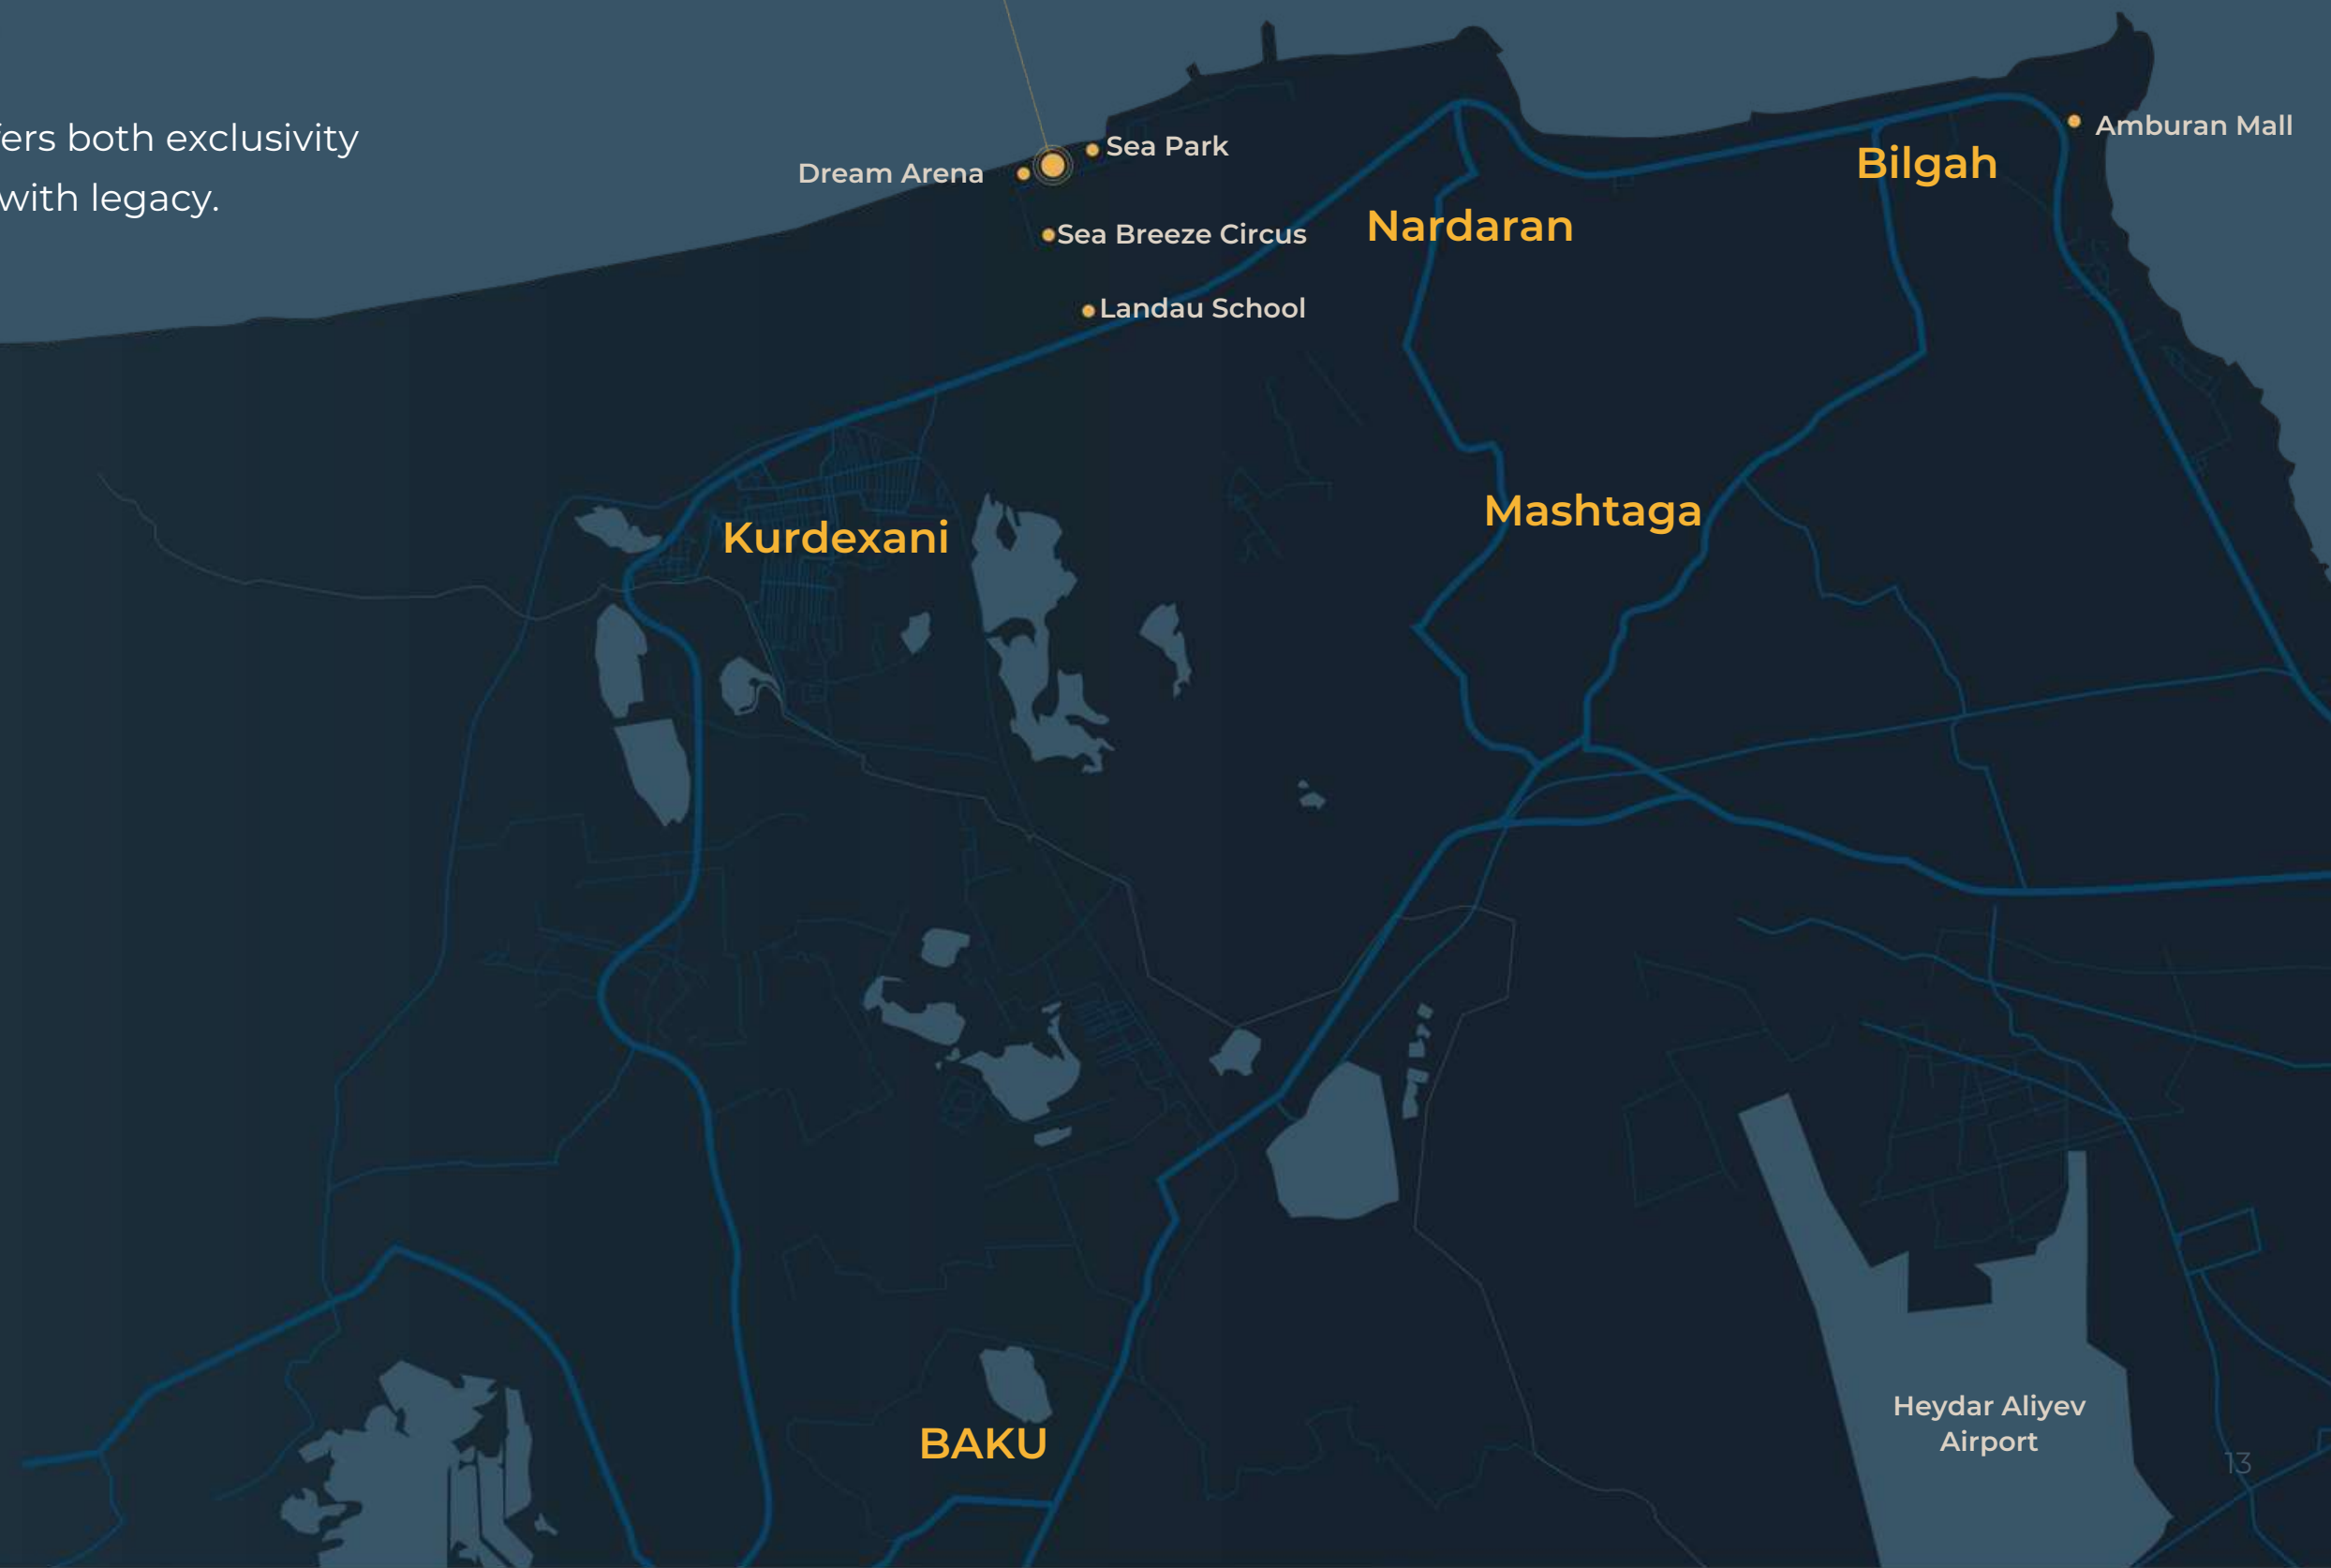 ers both exclusivity
with legacy.
Amburan Mall
Sea Park
Dream Arena
Bilgah
Nardaran
Sea Breeze Circus
Landau School
Mashtaga
Kurdexani
Heydar Aliyev
Airport
BAKU
13